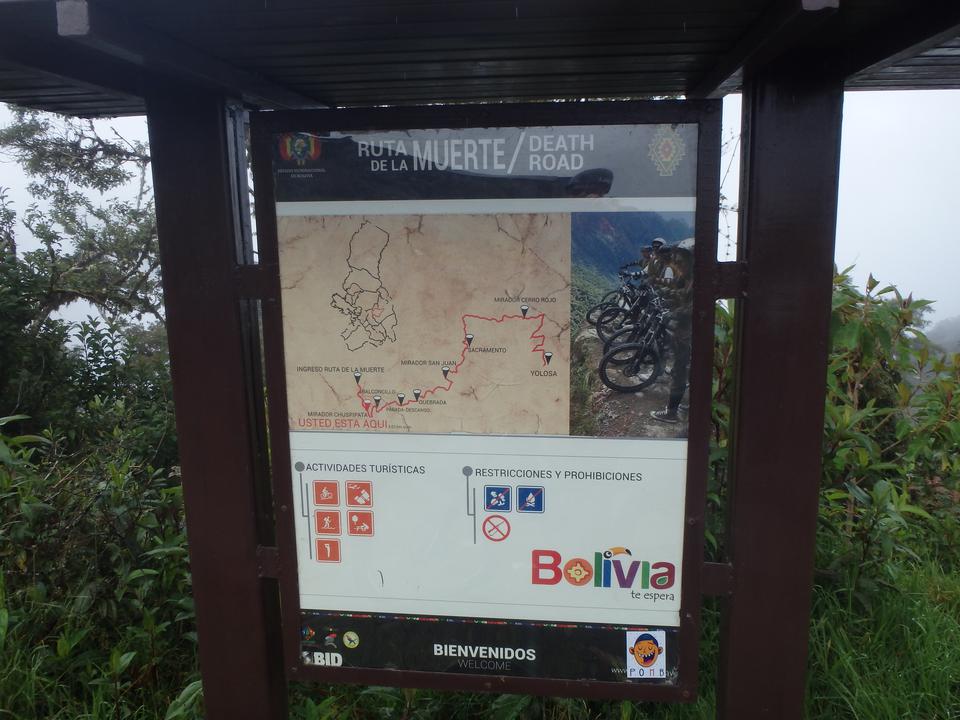 RUTA
DE LA MUERTE / DEATH
ROAD
ESTADO PLURINACIONAL
DE BOLIVIA
MIRADOR CERRO ROJO
SACRAMENTO
MIRADOR SAN JUAN
YOLOSA
INGRESO RUTA DE LA MUERTE
BALCONCILLO
QUEBRADA
PARADA-DESCANSO
MIRADOR CHUSPIPATA
USTED ESTA AQUI
ACTIVIDADES TURÍSTICAS
RESTRICCIONES Y PROHIBICIONES
Bolivia
te espera
BID
BIENVENIDOS
WELCOME
www
POMB